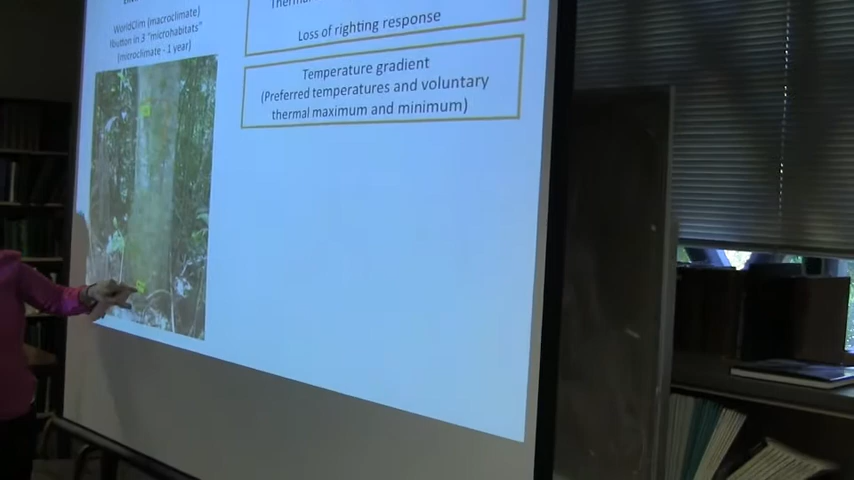 WorldClim (macroclimate)
IButton in 3 "microhabitats"
(microclimate - 1 year)
Loss of righting response
Temperature gradient
(Preferred temperatures and voluntary
thermal maximum and minimum)